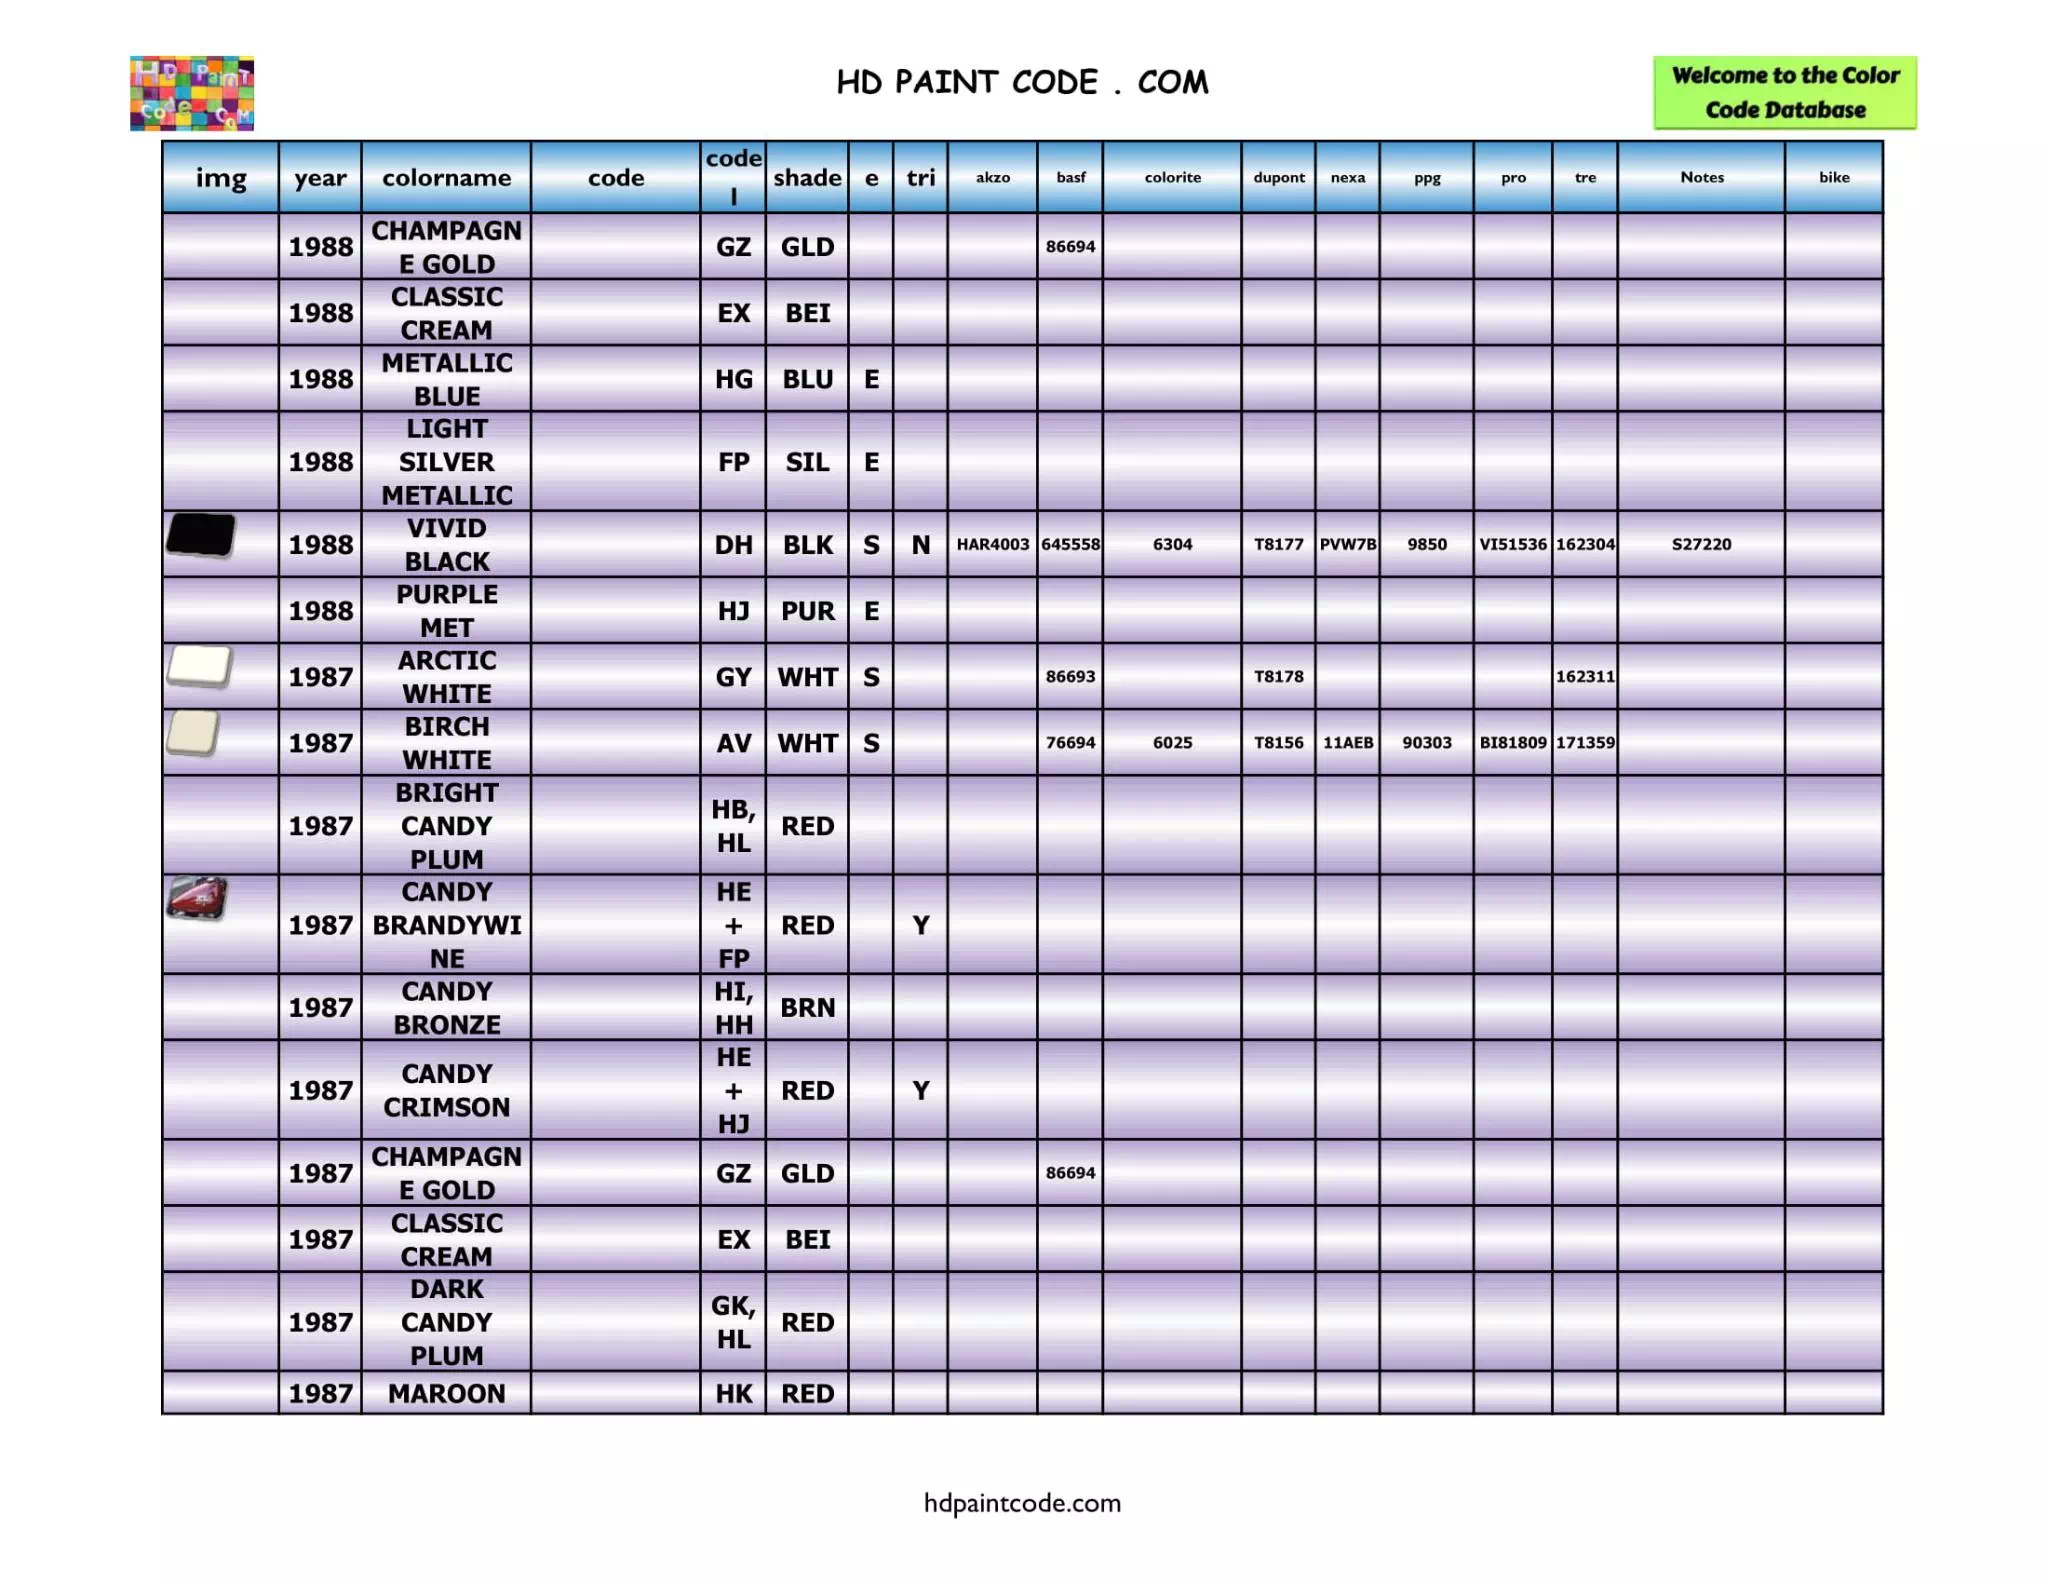 HD Paint Code CoM
HD PAINT CODE . COM
Welcome to the Color
Code Database
img year colorname code code l shade e tri akzo basf colorite dupont nexa ppg pro tre Notes bike
1988 CHAMPAGNE GOLD GZ GLD 86694
1988 CLASSIC CREAM EX BEI
1988 METALLIC BLUE HG BLU E
1988 LIGHT SILVER METALLIC FP SIL E
1988 VIVID BLACK DH BLK S N HAR4003 645558 6304 T8177 PVW7B 9850 VI51536 162304 S27220
1988 PURPLE MET HJ PUR E
1987 ARCTIC WHITE GY WHT S 86693 T8178 162311
1987 BIRCH WHITE AV WHT S 76694 6025 T8156 11AEB 90303 BI81809 171359
1987 BRIGHT CANDY PLUM HB, HL RED
1987 CANDY BRANDYWINE HE + FP RED Y
1987 CANDY BRONZE HI, HH BRN
1987 CANDY CRIMSON HE + HJ RED Y
1987 CHAMPAGNE GOLD GZ GLD 86694
1987 CLASSIC CREAM EX BEI
1987 DARK CANDY PLUM GK, HL RED
1987 MAROON HK RED
hdpaintcode.com